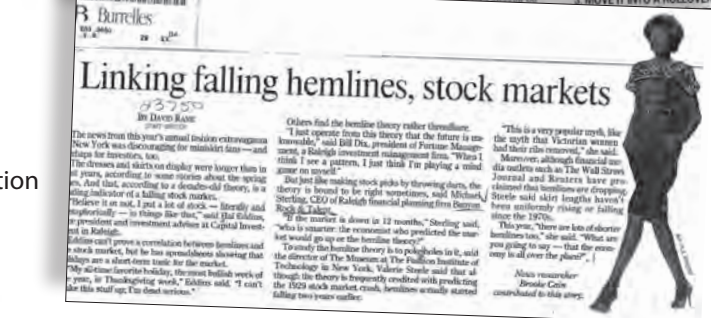 3. MOVE IT INTO A ROLLOVER
Burrelles
tion
Linking falling hemlines, stock markets
BY DAVID RANII
The news from this year's annual fashion extravaganza
New York was discouraging for miniskirt fans — and
perhaps for investors, too.
The dresses and skirts on display were longer than in
st years, according to some stories about the spring
es. And that, according to a decades-old theory, is a
ding indicator of a falling stock market.
"Believe it or not, I put a lot of stock — literally and
etaphorically — in things like that," said Hal Eddins,
e president and investment adviser at Capital Invest-
nt in Raleigh.
Eddins can't prove a correlation between hemlines and
e stock market, but he has spreadsheets showing that
lidays are a short-term tonic for the market.
"My all-time favorite holiday, the most bullish week of
year, is Thanksgiving week," Eddins said. "I can't
ke this stuff up; I'm dead serious."
Others find the hemline theory rather threadbare.
"I just operate from this theory that the future is un-
knowable," said Bill Dix, president of Fortune Manage-
ment, a Raleigh investment management firm. "When I
think I see a pattern, I just think I'm playing a mind
game on myself."
But just like making stock picks by throwing darts, the
theory is bound to be right sometimes, said Michael
Sterling, CEO of Raleigh financial planning firm Banyan
Rock & Talent.
"If the market is down in 12 months," Sterling said,
"who is smarter: the economist who predicted the mar-
ket would go up or the hemline theory?"
To study the hemline theory is to poke holes in it, said
the director of The Museum at The Fashion Institute of
Technology in New York, Valerie Steele said that al-
though the theory is frequently credited with predicting
the 1929 stock market crash, hemlines actually started
falling two years earlier.
"This is a very popular myth, like
the myth that Victorian women
had their ribs removed," she said.
Moreover, although financial me-
dia outlets such as The Wall Street
Journal and Reuters have pro-
claimed that hemlines are dropping,
Steele said skirt lengths haven't
been uniformly rising or falling
since the 1970s.
This year, "there are lots of shorter
hemlines too," she said. "What are
you going to say — that the econ-
omy is all over the place?"
News researcher
Brooke Cain
contributed to this story.